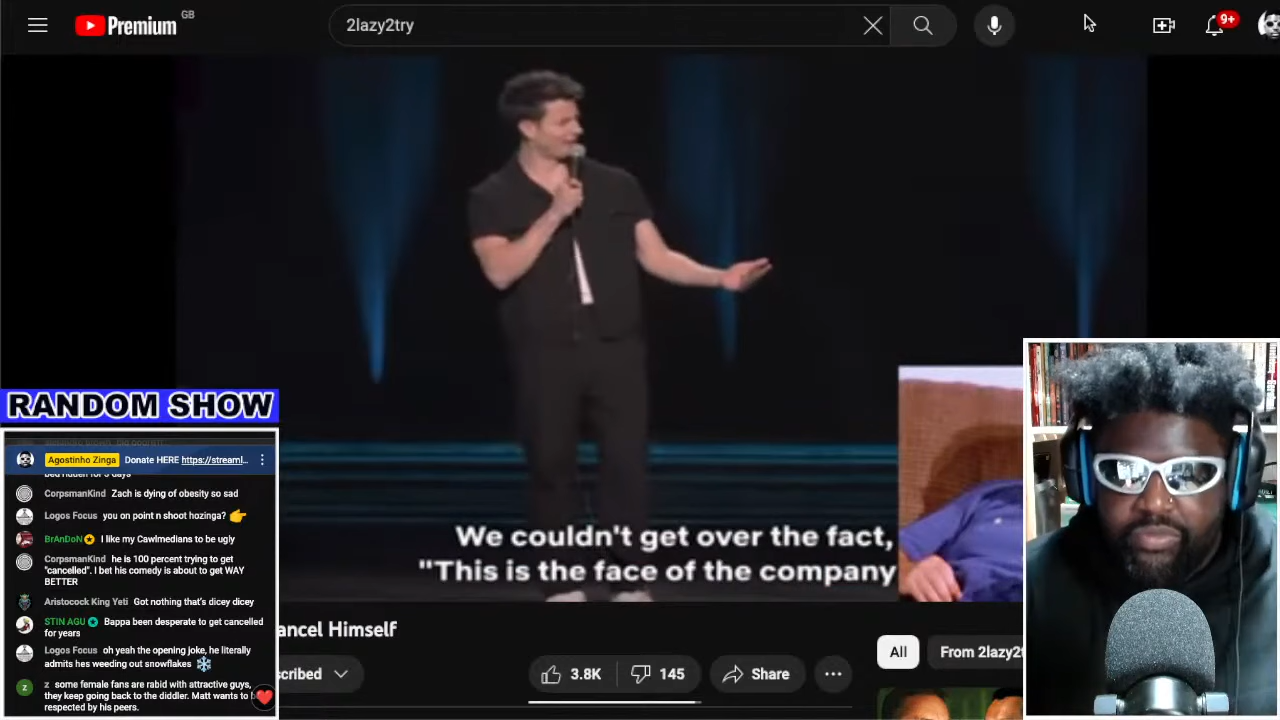 Premium GB
2lazy2try
9+
We couldn't get over the fact,
"This is the face of the company
RANDOM SHOW
Agostinho Zinga Donate HERE https://streaml...
CorpsmanKind Zach is dying of obesity so sad
Logos Focus you on point n shoot hozinga?
BrAnDoN I like my Cawlmedians to be ugly
CorpsmanKind he is 100 percent trying to get
"cancelled". I bet his comedy is about to get WAY
BETTER
Aristocock King Yeti Got nothing that's dicey dicey
STIN AGU Bappa been desperate to get cancelled
for years
Logos Focus oh yeah the opening joke, he literally
admits hes weeding out snowflakes
z some female fans are rabid with attractive guys,
they keep going back to the diddler. Matt wants to b
respected by his peers.
ancel Himself
cribed
3.8K
145
Share
All
From 2lazy2t